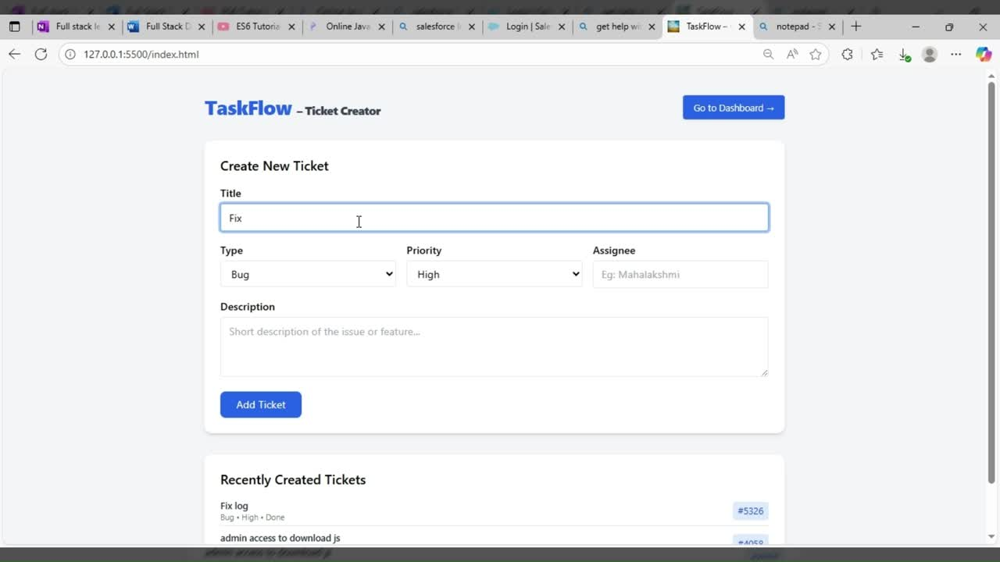 Full stack le
Full Stack D
ES6 Tutoria
Online Java
salesforce l
Login | Sale
get help wi
TaskFlow –
notepad - S
127.0.0.1:5500/index.html
TaskFlow – Ticket Creator
Go to Dashboard →
Create New Ticket
Title
Fix
Type
Priority
Assignee
Bug
High
Eg: Mahalakshmi
Description
Short description of the issue or feature...
Add Ticket
Recently Created Tickets
Fix log
#5326
Bug • High • Done
admin access to download js
#4058